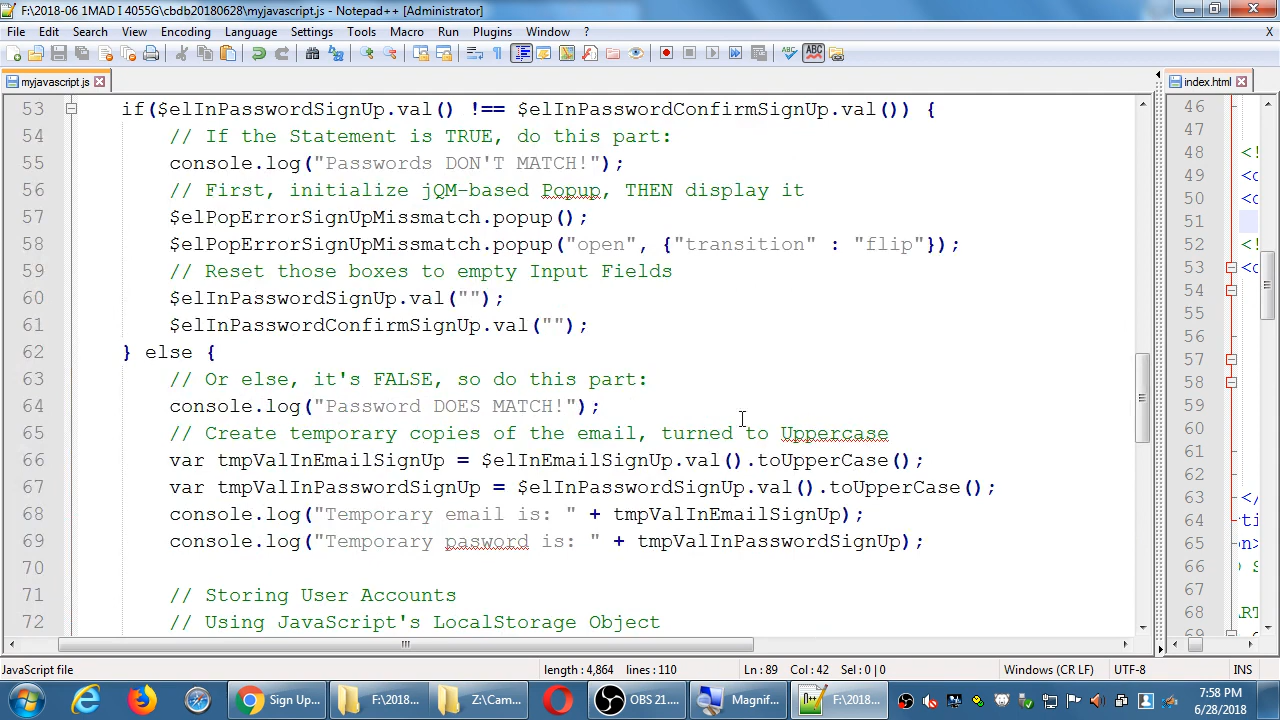 F:\2018-06 1MAD I 4055G\cbdb20180628\myjavascript.js - Notepad++ [Administrator]
File Edit Search View Encoding Language Settings Tools Macro Run Plugins Window ? X
myjavascript.js
index.html
53 if($elInPasswordSignUp.val() !== $elInPasswordConfirmSignUp.val()) {
54 // If the Statement is TRUE, do this part:
55 console.log("Passwords DON'T MATCH!");
56 // First, initialize jQM-based Popup, THEN display it
57 $elPopErrorSignUpMissmatch.popup();
58 $elPopErrorSignUpMissmatch.popup("open", {"transition" : "flip"});
59 // Reset those boxes to empty Input Fields
60 $elInPasswordSignUp.val("");
61 $elInPasswordConfirmSignUp.val("");
62 } else {
63 // Or else, it's FALSE, so do this part:
64 console.log("Password DOES MATCH!");
65 // Create temporary copies of the email, turned to Uppercase
66 var tmpValInEmailSignUp = $elInEmailSignUp.val().toUpperCase();
67 var tmpValInPasswordSignUp = $elInPasswordSignUp.val().toUpperCase();
68 console.log("Temporary email is: " + tmpValInEmailSignUp);
69 console.log("Temporary pasword is: " + tmpValInPasswordSignUp);
70
71 // Storing User Accounts
72 // Using JavaScript's LocalStorage Object
46
47
48 <!
49 <c
50 <c
51
52 <!
53 <c
54
55
56
57
58
59
60
61
62
63 </
64 ti
65 n>
66 O S
67
68 ART
69
JavaScript file length : 4,864 lines : 110 Ln : 89 Col : 42 Sel : 0 | 0 Windows (CR LF) UTF-8 INS
Sign Up... F:\2018... Z:\Cam... OBS 21.... Magnif... F:\2018... 7:58 PM
6/28/2018